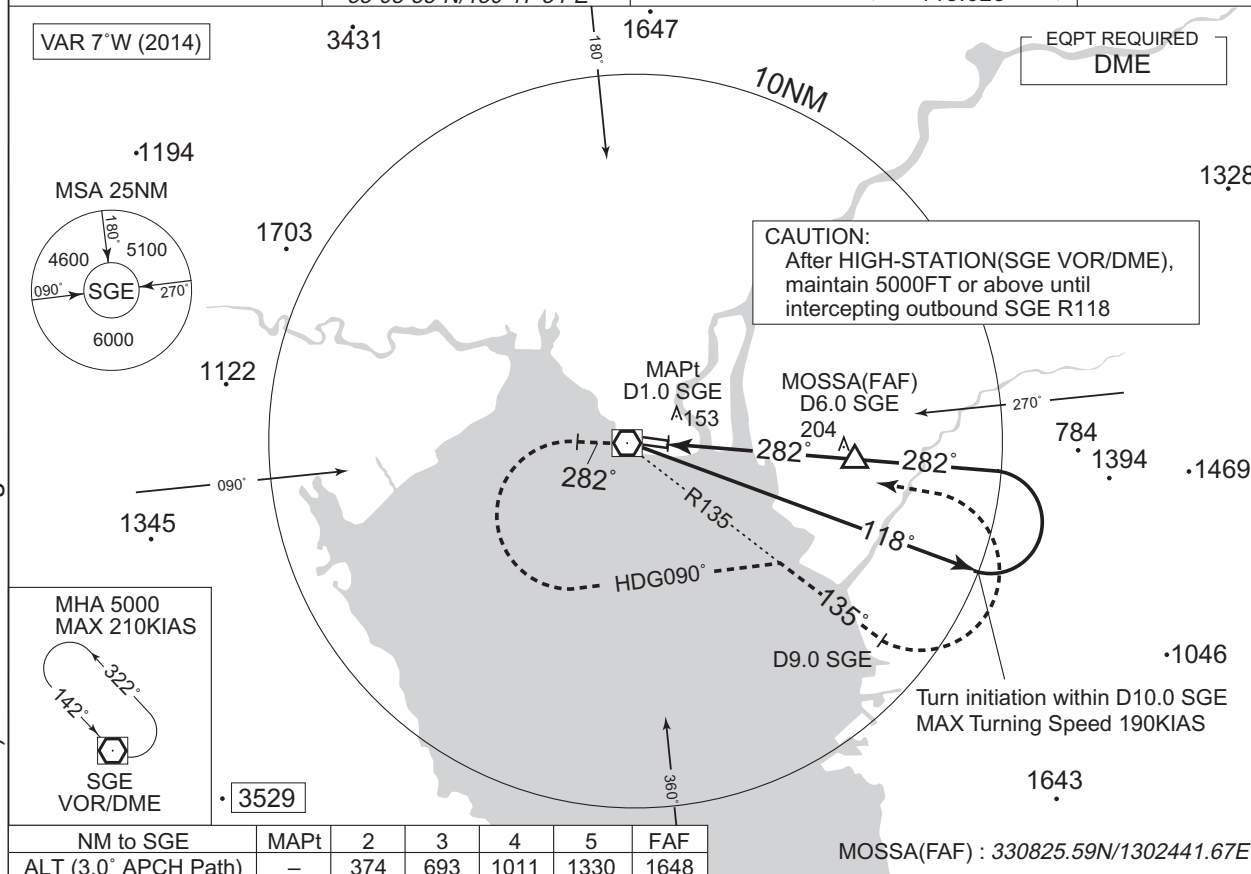 VAR 7°W (2014)
3431
1647
180°
EQPT REQUIRED
DME
10NM
1194
MSA 25NM
180°
4600
5100
090°
SGE
270°
6000
1703
1328
CAUTION:
After HIGH-STATION(SGE VOR/DME),
maintain 5000FT or above until
intercepting outbound SGE R118
1122
MAPt
D1.0 SGE
153
MOSSA(FAF)
D6.0 SGE
204
270°
784
1394
1469
282°
282°
282°
R135
118°
090°
1345
HDG090°
135°
D9.0 SGE
1046
Turn initiation within D10.0 SGE
MAX Turning Speed 190KIAS
MHA 5000
MAX 210KIAS
322°
142°
SGE
VOR/DME
3529
360°
1643
NM to SGE MAPt 2 3 4 5 FAF
ALT (3.0° APCH Path) – 374 693 1011 1330 1648
MOSSA(FAF) : 330825.59N/1302441.67E